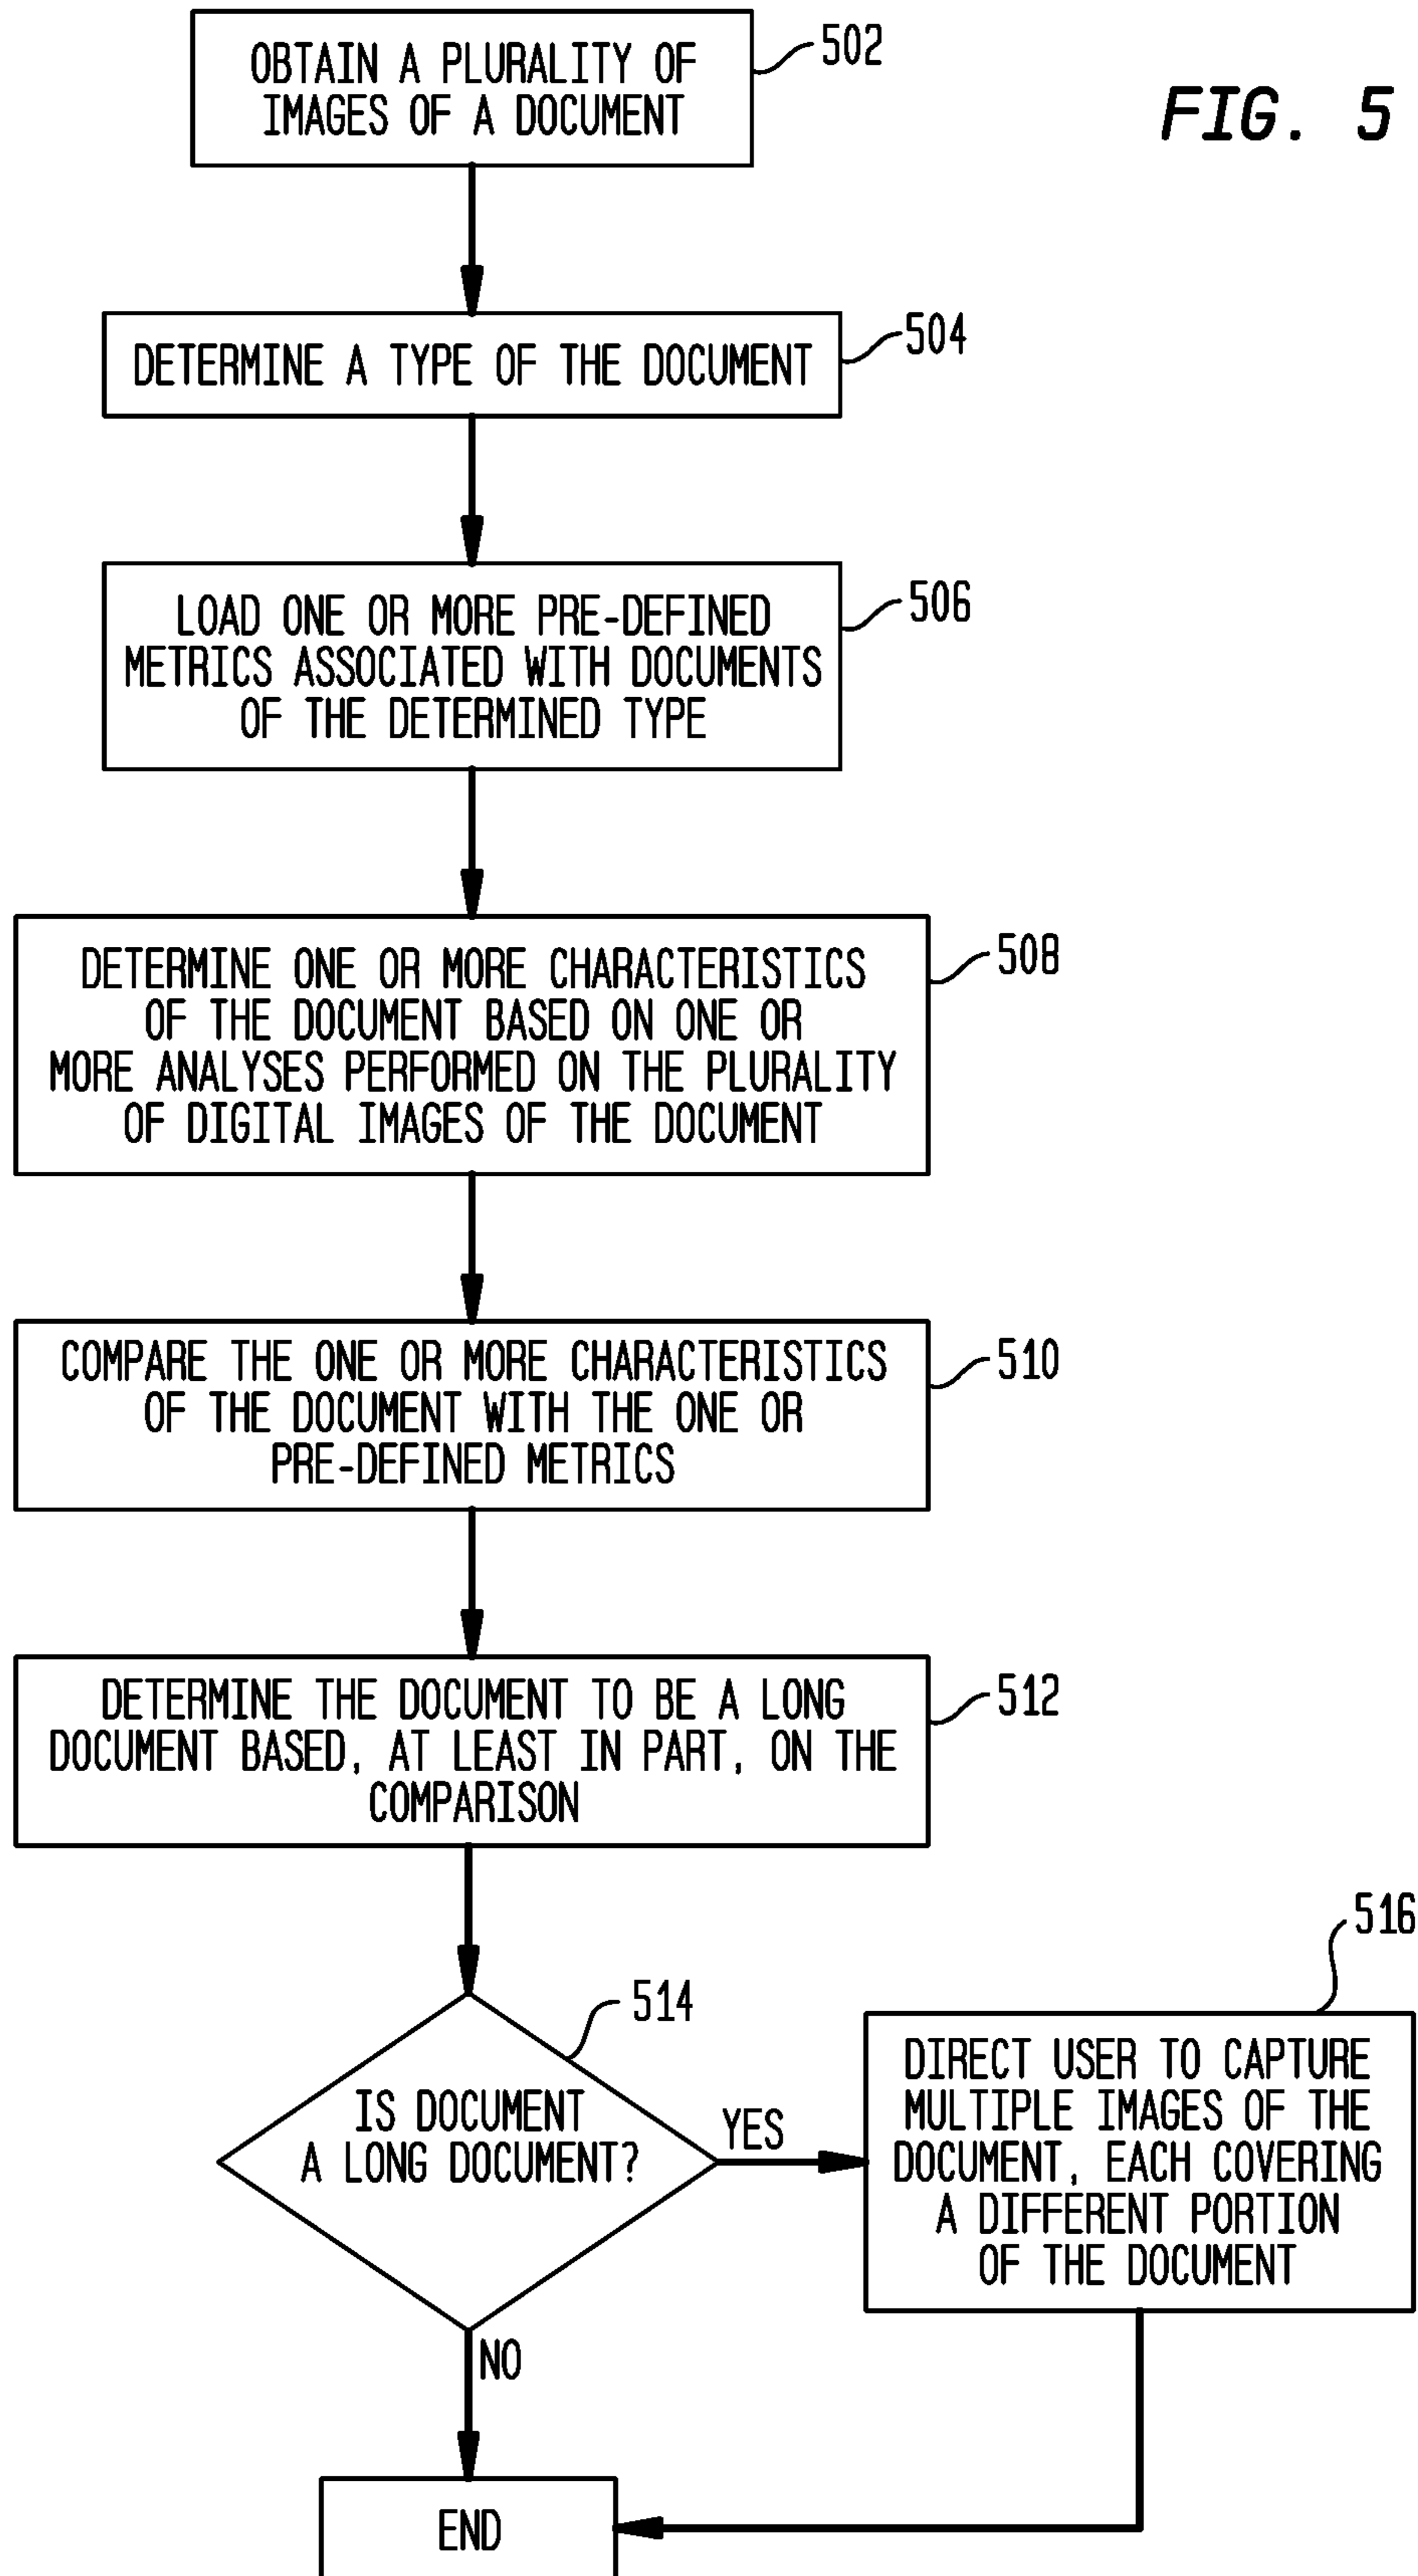 FIG. 5
502
OBTAIN A PLURALITY OF
IMAGES OF A DOCUMENT
504
DETERMINE A TYPE OF THE DOCUMENT
506
LOAD ONE OR MORE PRE-DEFINED
METRICS ASSOCIATED WITH DOCUMENTS
OF THE DETERMINED TYPE
508
DETERMINE ONE OR MORE CHARACTERISTICS
OF THE DOCUMENT BASED ON ONE OR
MORE ANALYSES PERFORMED ON THE PLURALITY
OF DIGITAL IMAGES OF THE DOCUMENT
510
COMPARE THE ONE OR MORE CHARACTERISTICS
OF THE DOCUMENT WITH THE ONE OR
PRE-DEFINED METRICS
512
DETERMINE THE DOCUMENT TO BE A LONG
DOCUMENT BASED, AT LEAST IN PART, ON THE
COMPARISON
514
IS DOCUMENT
A LONG DOCUMENT?
YES
516
DIRECT USER TO CAPTURE
MULTIPLE IMAGES OF THE
DOCUMENT, EACH COVERING
A DIFFERENT PORTION
OF THE DOCUMENT
NO
END